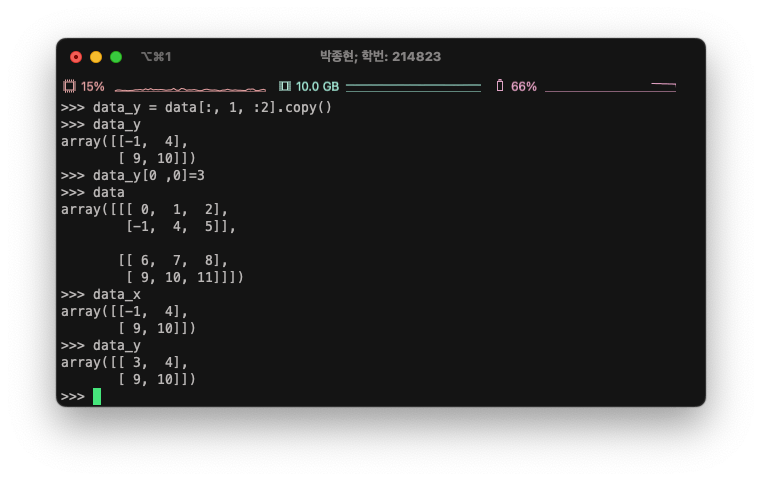 ⌥⌘1 박종현; 학번: 214823
15% 10.0 GB 66%
>>> data_y = data[:, 1, :2].copy()
>>> data_y
array([[-1,  4],
       [ 9, 10]])
>>> data_y[0 ,0]=3
>>> data
array([[[ 0,  1,  2],
        [-1,  4,  5]],

       [[ 6,  7,  8],
        [ 9, 10, 11]]])
>>> data_x
array([[-1,  4],
       [ 9, 10]])
>>> data_y
array([[ 3,  4],
       [ 9, 10]])
>>>